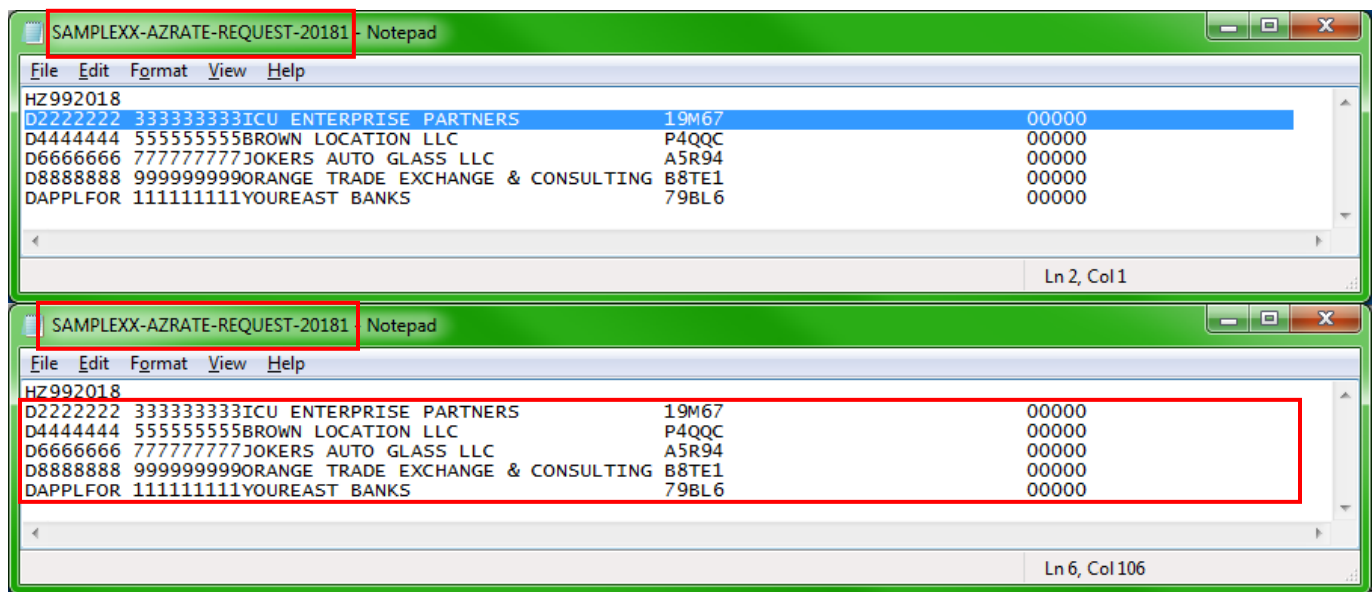 SAMPLEXX-AZRATE-REQUEST-20181 - Notepad
File Edit Format View Help
HZ992018
D2222222 333333333ICU ENTERPRISE PARTNERS 19M67 00000
D4444444 555555555BROWN LOCATION LLC P4QQC 00000
D6666666 777777777JOKERS AUTO GLASS LLC A5R94 00000
D8888888 999999999ORANGE TRADE EXCHANGE & CONSULTING B8TE1 00000
DAPPLFOR 111111111YOUREAST BANKS 79BL6 00000
Ln 2, Col 1
SAMPLEXX-AZRATE-REQUEST-20181 - Notepad
File Edit Format View Help
HZ992018
D2222222 333333333ICU ENTERPRISE PARTNERS 19M67 00000
D4444444 555555555BROWN LOCATION LLC P4QQC 00000
D6666666 777777777JOKERS AUTO GLASS LLC A5R94 00000
D8888888 999999999ORANGE TRADE EXCHANGE & CONSULTING B8TE1 00000
DAPPLFOR 111111111YOUREAST BANKS 79BL6 00000
Ln 6, Col 106